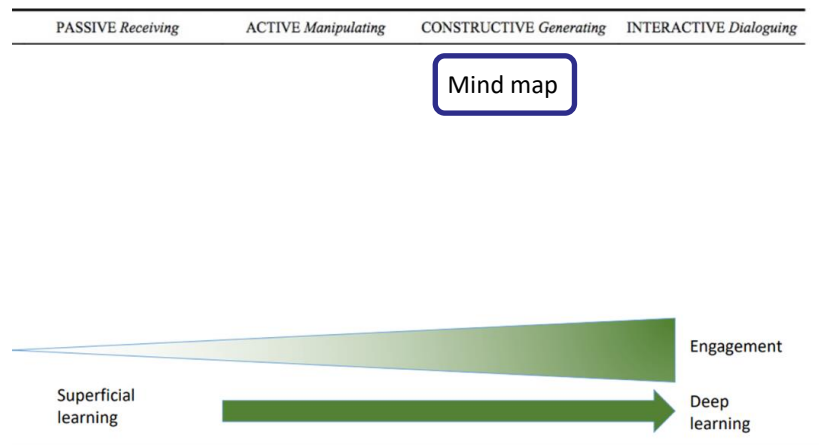 PASSIVE Receiving ACTIVE Manipulating CONSTRUCTIVE Generating INTERACTIVE Dialoguing
Mind map
Engagement
Superficial
learning
Deep
learning